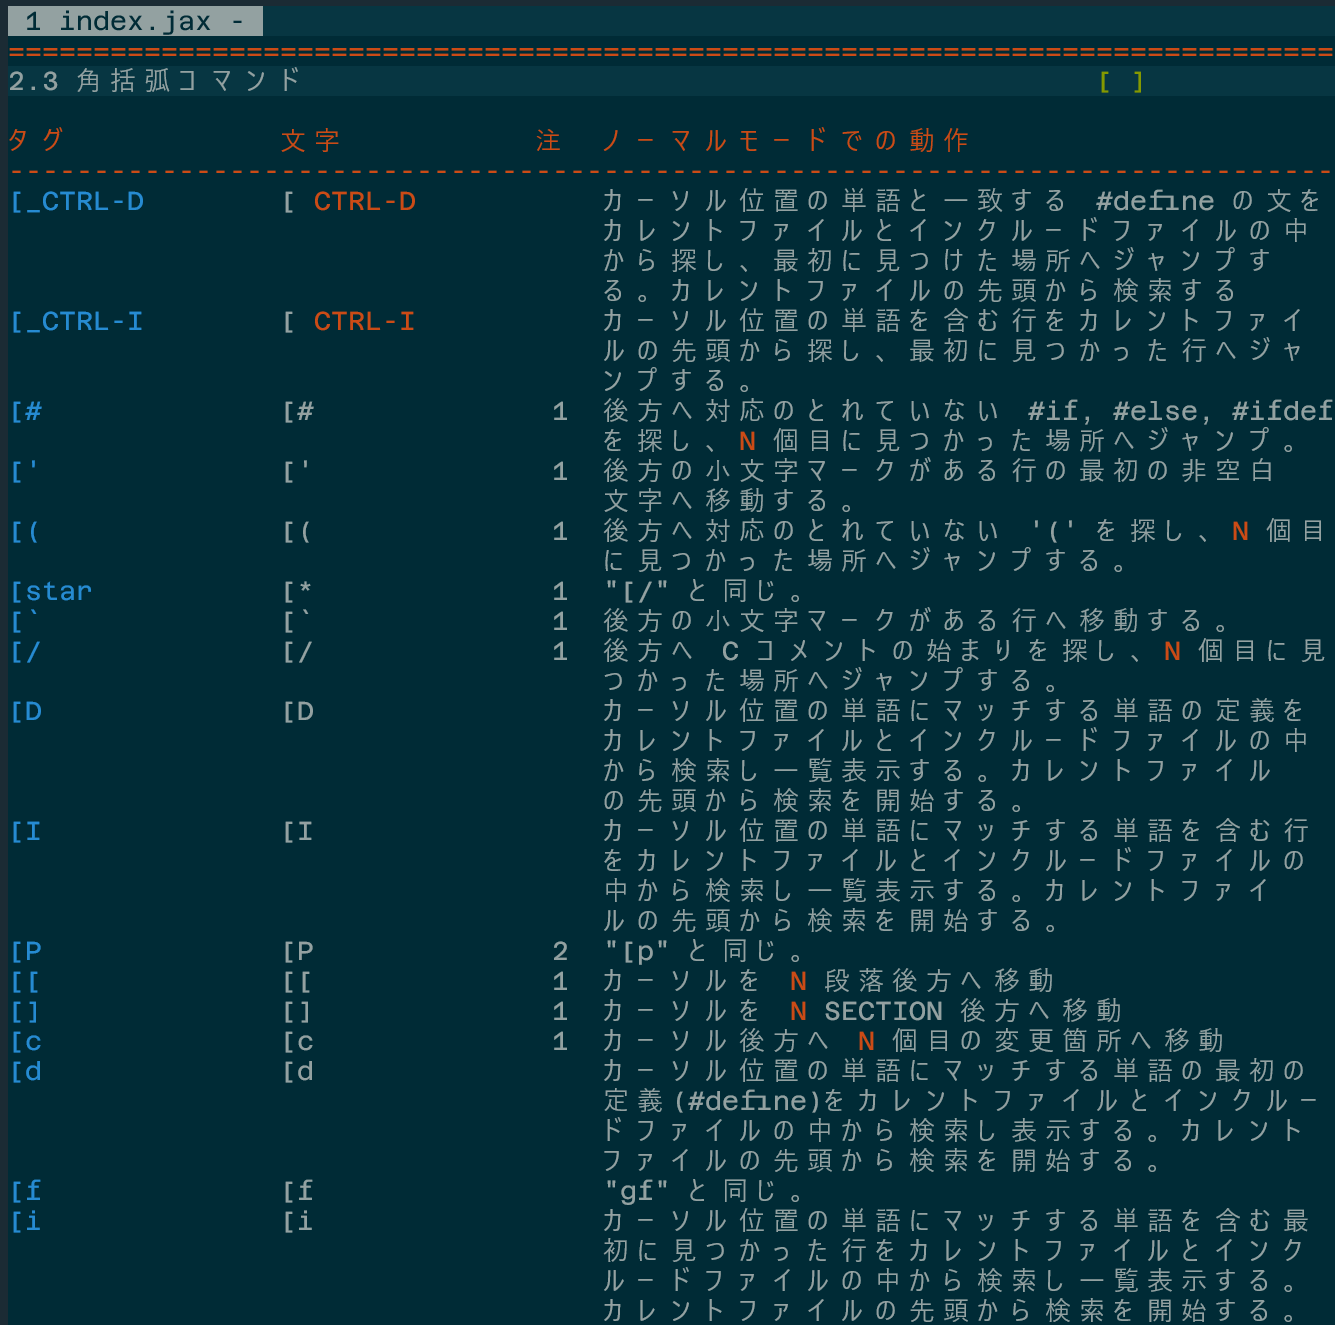 1 index.jax -
================================================================================
2.3 角括弧コマンド [ ]
タグ 文字 注 ノーマルモードでの動作
--------------------------------------------------------------------------------
[_CTRL-D [ CTRL-D カーソル位置の単語と一致する #define の文を
カレントファイルとインクルードファイルの中
から探し、最初に見つけた場所へジャンプす
る。カレントファイルの先頭から検索する
[_CTRL-I [ CTRL-I カーソル位置の単語を含む行をカレントファイ
ルの先頭から探し、最初に見つかった行へジャ
ンプする。
[# [# 1 後方へ対応のとれていない #if, #else, #ifdef
を探し、N 個目に見つかった場所へジャンプ。
[' [' 1 後方の小文字マークがある行の最初の非空白
文字へ移動する。
[( [( 1 後方へ対応のとれていない '(' を探し、N 個目
に見つかった場所へジャンプする。
[star [* 1 "[/" と同じ。
[` [` 1 後方の小文字マークがある行へ移動する。
[/ [/ 1 後方へ C コメントの始まりを探し、N 個目に見
つかった場所へジャンプする。
[D [D カーソル位置の単語にマッチする単語の定義を
カレントファイルとインクルードファイルの中
から検索し一覧表示する。カレントファイル
の先頭から検索を開始する。
[I [I カーソル位置の単語にマッチする単語を含む行
をカレントファイルとインクルードファイルの
中から検索し一覧表示する。カレントファイ
ルの先頭から検索を開始する。
[P [P 2 "[p" と同じ。
[[ [[ 1 カーソルを N 段落後方へ移動
[] [] 1 カーソルを N SECTION 後方へ移動
[c [c 1 カーソル後方へ N 個目の変更箇所へ移動
[d [d カーソル位置の単語にマッチする単語の最初の
定義(#define)をカレントファイルとインクルー
ドファイルの中から検索し表示する。カレント
ファイルの先頭から検索を開始する。
[f [f "gf" と同じ。
[i [i カーソル位置の単語にマッチする単語を含む最
初に見つかった行をカレントファイルとインク
ルードファイルの中から検索し一覧表示する。
カレントファイルの先頭から検索を開始する。